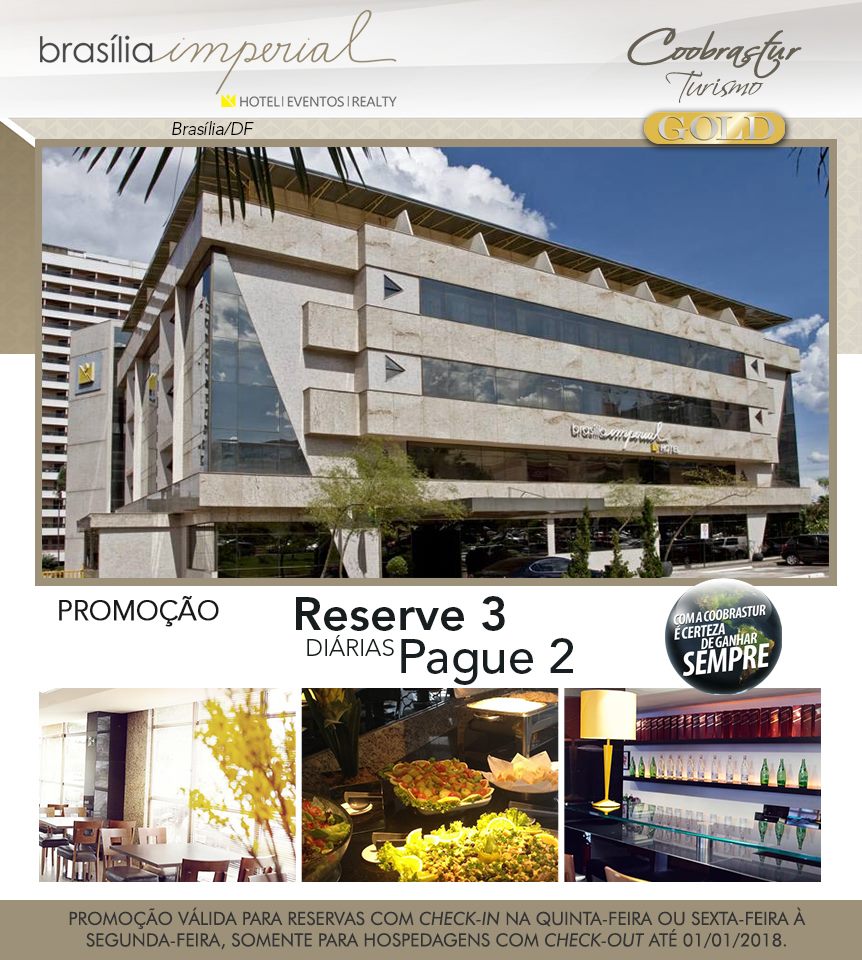 brasília imperial
HOTEL|EVENTOS|REALTY
Brasília/DF
Coobrastur
Turismo
GOLD
brasília imperial
HOTEL
PROMOÇÃO
Reserve 3
DIÁRIAS Pague 2
COM A COOBRASTUR
É CERTEZA
DE GANHAR
SEMPRE
PROMOÇÃO VÁLIDA PARA RESERVAS COM CHECK-IN NA QUINTA-FEIRA OU SEXTA-FEIRA À
SEGUNDA-FEIRA, SOMENTE PARA HOSPEDAGENS COM CHECK-OUT ATÉ 01/01/2018.